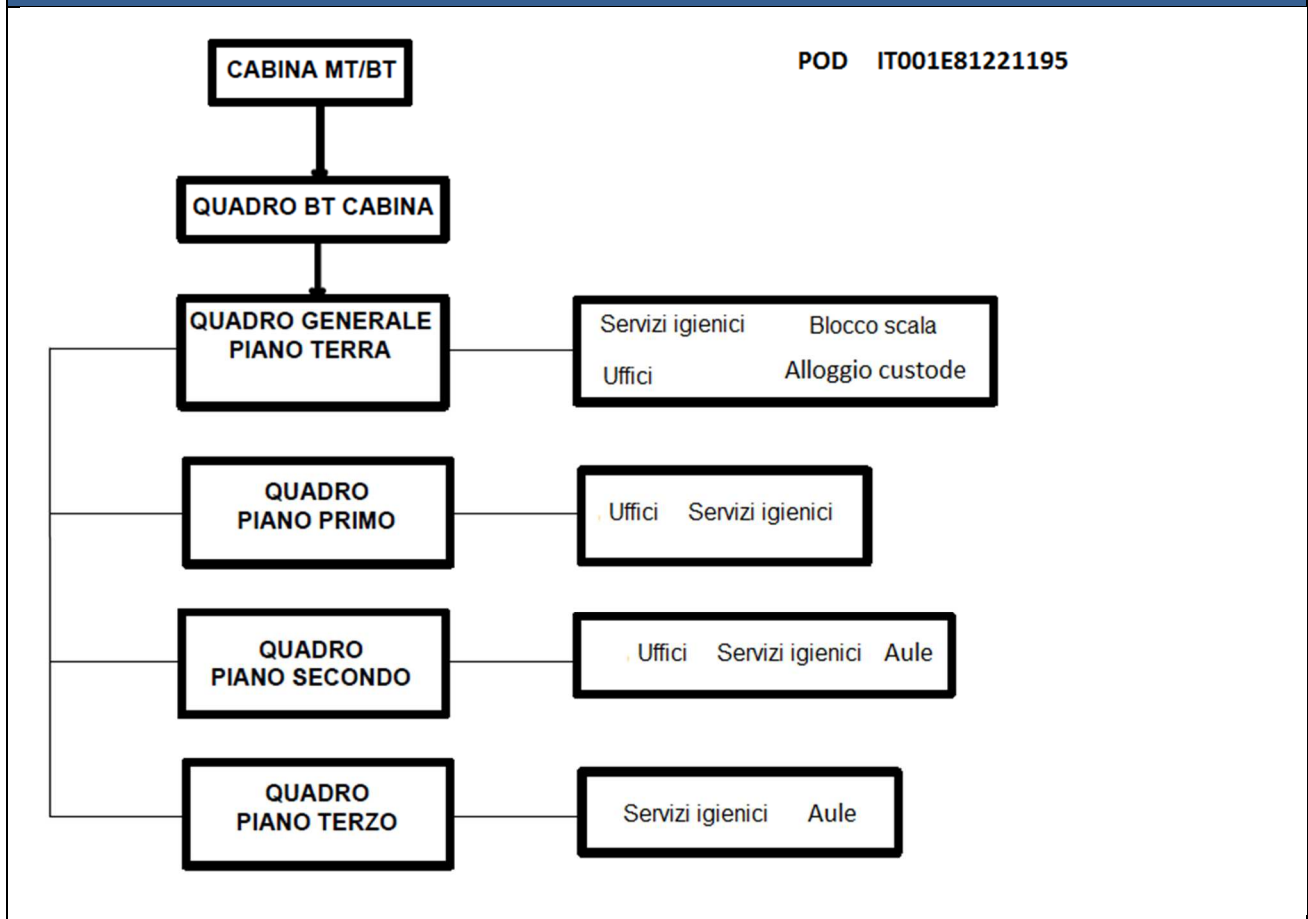 CABINA MT/BT
POD IT001E81221195
QUADRO BT CABINA
QUADRO GENERALE
PIANO TERRA
Servizi igienici Blocco scala
Uffici Alloggio custode
QUADRO
PIANO PRIMO
Uffici Servizi igienici
QUADRO
PIANO SECONDO
Uffici Servizi igienici Aule
QUADRO
PIANO TERZO
Servizi igienici Aule